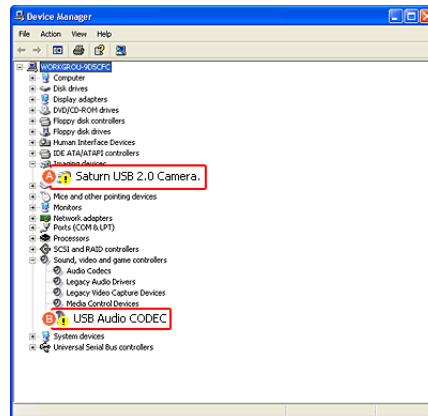 Device Manager
File Action View Help
WORKGROU-9D5CFC
Computer
Disk drives
Display adapters
DVD/CD-ROM drives
Floppy disk controllers
Floppy disk drives
Human Interface Devices
IDE ATA/ATAPI controllers
Imaging devices
A Saturn USB 2.0 Camera.
Mice and other pointing devices
Monitors
Network adapters
Ports (COM & LPT)
Processors
SCSI and RAID controllers
Sound, video and game controllers
Audio Codecs
Legacy Audio Drivers
Legacy Video Capture Devices
Media Control Devices
B USB Audio CODEC
System devices
Universal Serial Bus controllers